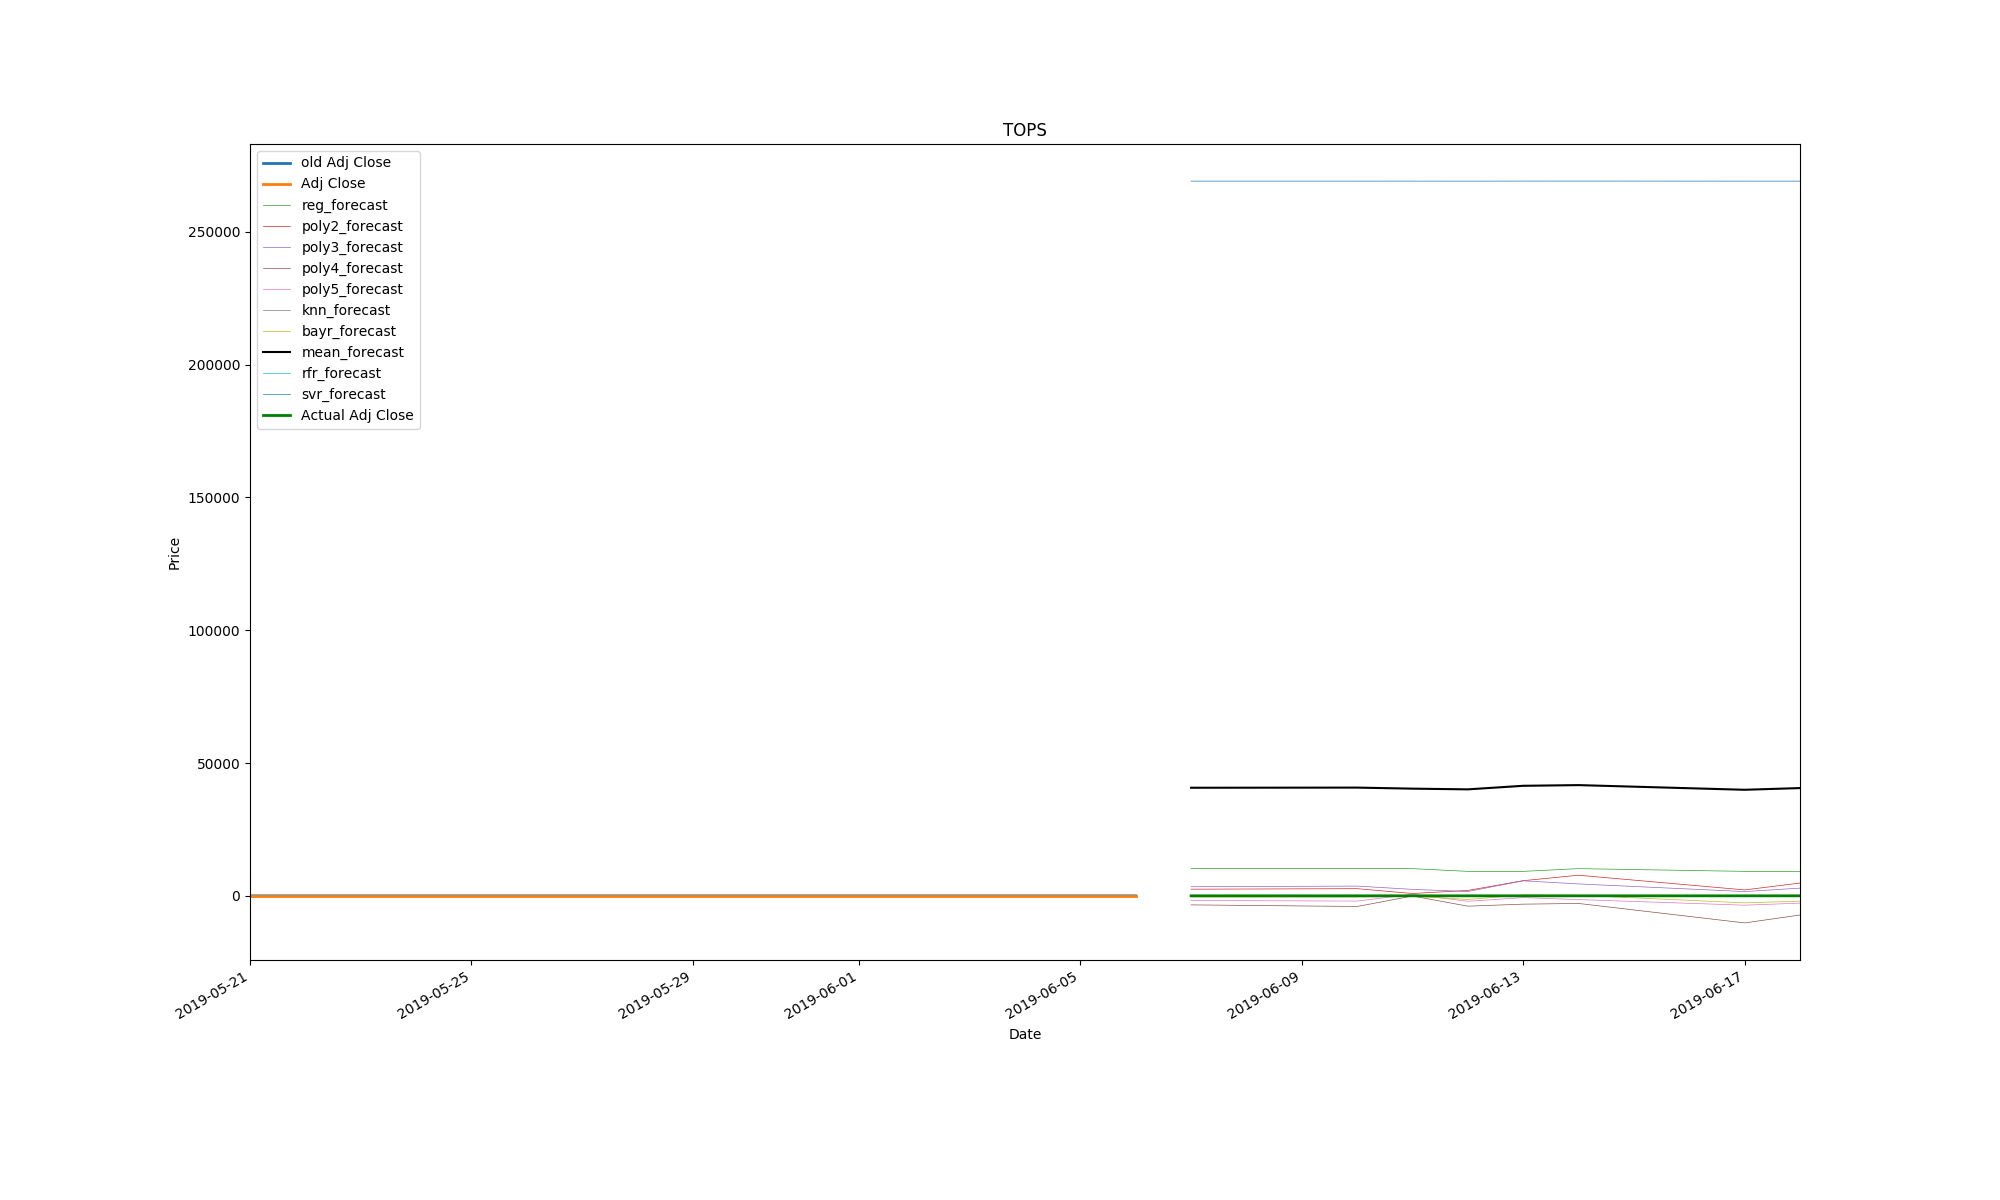 TOPS
old Adj Close
Adj Close
reg_forecast
poly2_forecast
poly3_forecast
poly4_forecast
poly5_forecast
knn_forecast
bayr_forecast
mean_forecast
rfr_forecast
svr_forecast
Actual Adj Close
250000
200000
150000
100000
50000
0
Price
2019-05-21
2019-05-25
2019-05-29
2019-06-01
2019-06-05
2019-06-09
2019-06-13
2019-06-17
Date